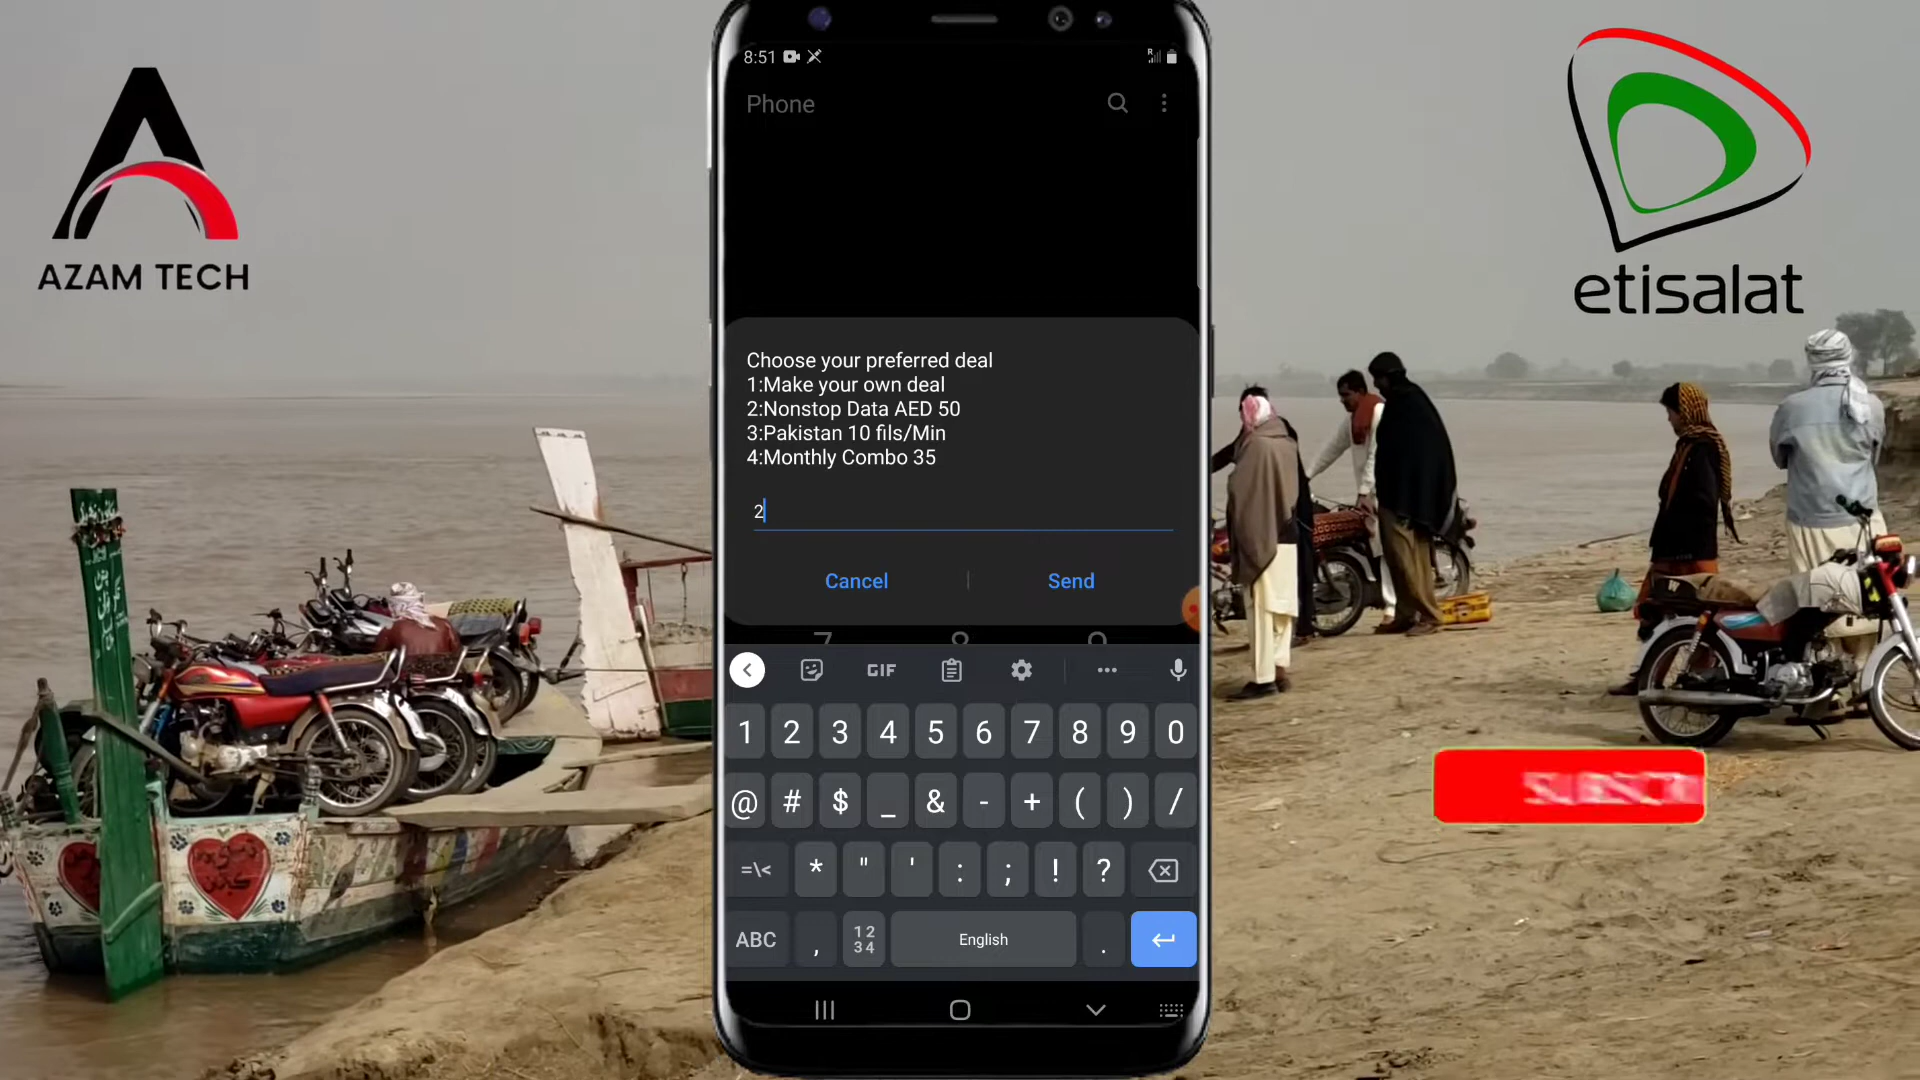 AZAM TECH
8:51
Phone
Choose your preferred deal
1:Make your own deal
2:Nonstop Data AED 50
3:Pakistan 10 fils/Min
4:Monthly Combo 35
2
Cancel
Send
GIF
1 2 3 4 5 6 7 8 9 0
@ # $ _ & - + ( ) /
=\< * " ' : ; ! ?
ABC , 12 34 English .
etisalat